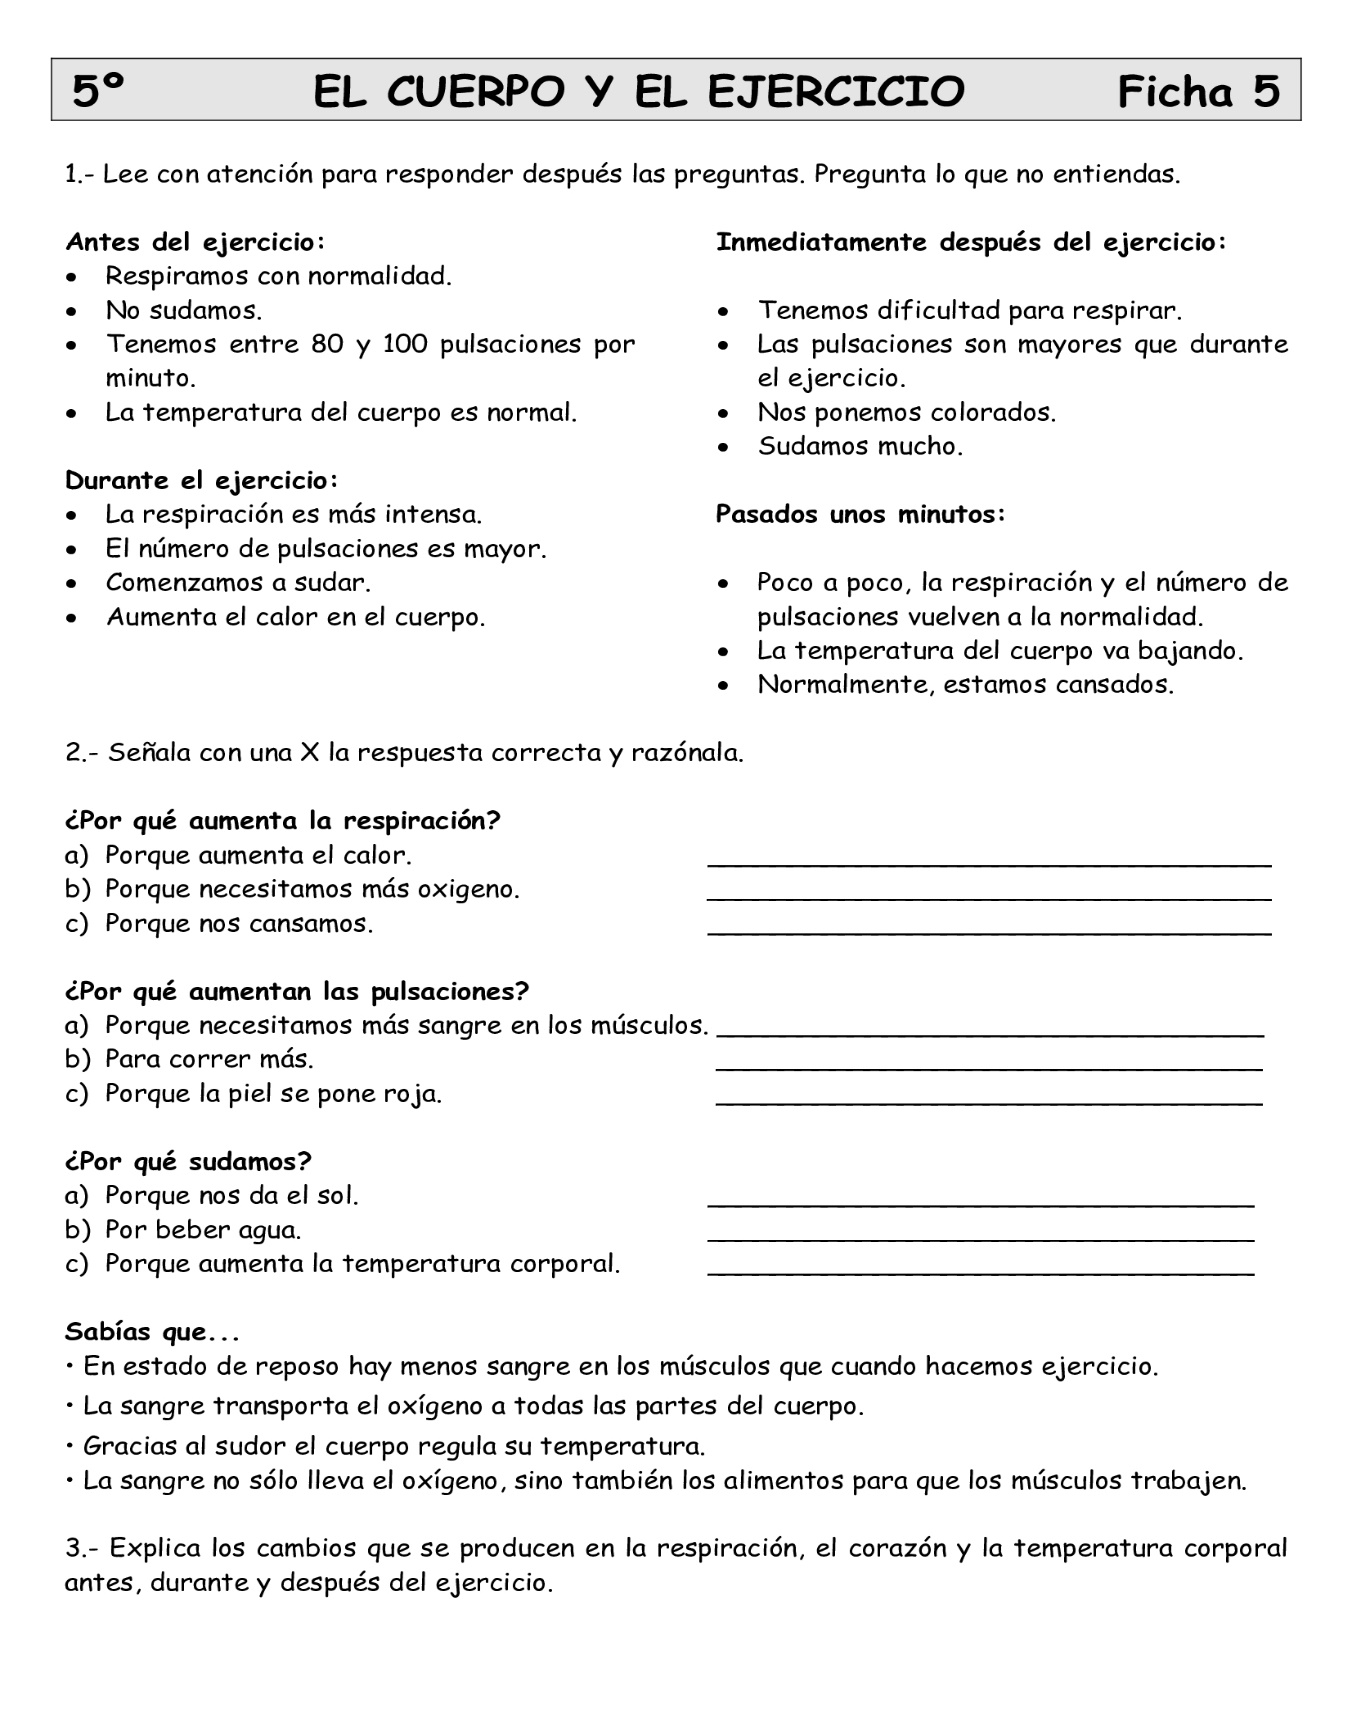 5º EL CUERPO Y EL EJERCICIO Ficha 5
1.- Lee con atención para responder después las preguntas. Pregunta lo que no entiendas.
Antes del ejercicio:
• Respiramos con normalidad.
• No sudamos.
• Tenemos entre 80 y 100 pulsaciones por
minuto.
• La temperatura del cuerpo es normal.
Durante el ejercicio:
• La respiración es más intensa.
• El número de pulsaciones es mayor.
• Comenzamos a sudar.
• Aumenta el calor en el cuerpo.
Inmediatamente después del ejercicio:
• Tenemos dificultad para respirar.
• Las pulsaciones son mayores que durante
el ejercicio.
• Nos ponemos colorados.
• Sudamos mucho.
Pasados unos minutos:
• Poco a poco, la respiración y el número de
pulsaciones vuelven a la normalidad.
• La temperatura del cuerpo va bajando.
• Normalmente, estamos cansados.
2.- Señala con una X la respuesta correcta y razónala.
¿Por qué aumenta la respiración?
a) Porque aumenta el calor.
b) Porque necesitamos más oxigeno.
c) Porque nos cansamos.
¿Por qué aumentan las pulsaciones?
a) Porque necesitamos más sangre en los músculos.
b) Para correr más.
c) Porque la piel se pone roja.
¿Por qué sudamos?
a) Porque nos da el sol.
b) Por beber agua.
c) Porque aumenta la temperatura corporal.
Sabías que...
• En estado de reposo hay menos sangre en los músculos que cuando hacemos ejercicio.
• La sangre transporta el oxígeno a todas las partes del cuerpo.
• Gracias al sudor el cuerpo regula su temperatura.
• La sangre no sólo lleva el oxígeno, sino también los alimentos para que los músculos trabajen.
3.- Explica los cambios que se producen en la respiración, el corazón y la temperatura corporal
antes, durante y después del ejercicio.